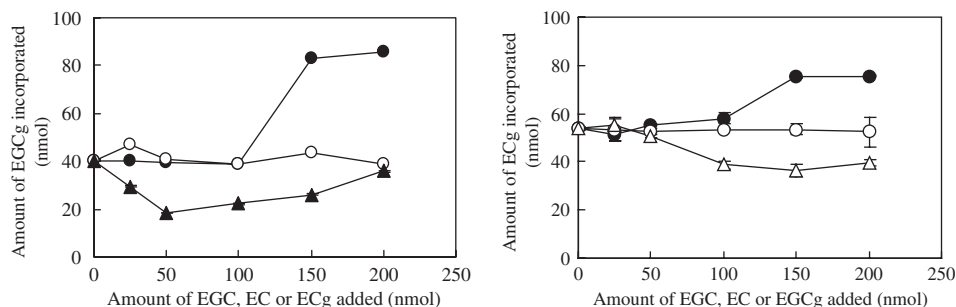 Amount of EGCg incorporated
(nmol)
100
80
60
40
20
0
0 50 100 150 200 250
Amount of EGC, EC or ECg added (nmol)
Amount of ECg incorporated
(nmol)
100
80
60
40
20
0
0 50 100 150 200 250
Amount of EGC, EC or EGCg added (nmol)